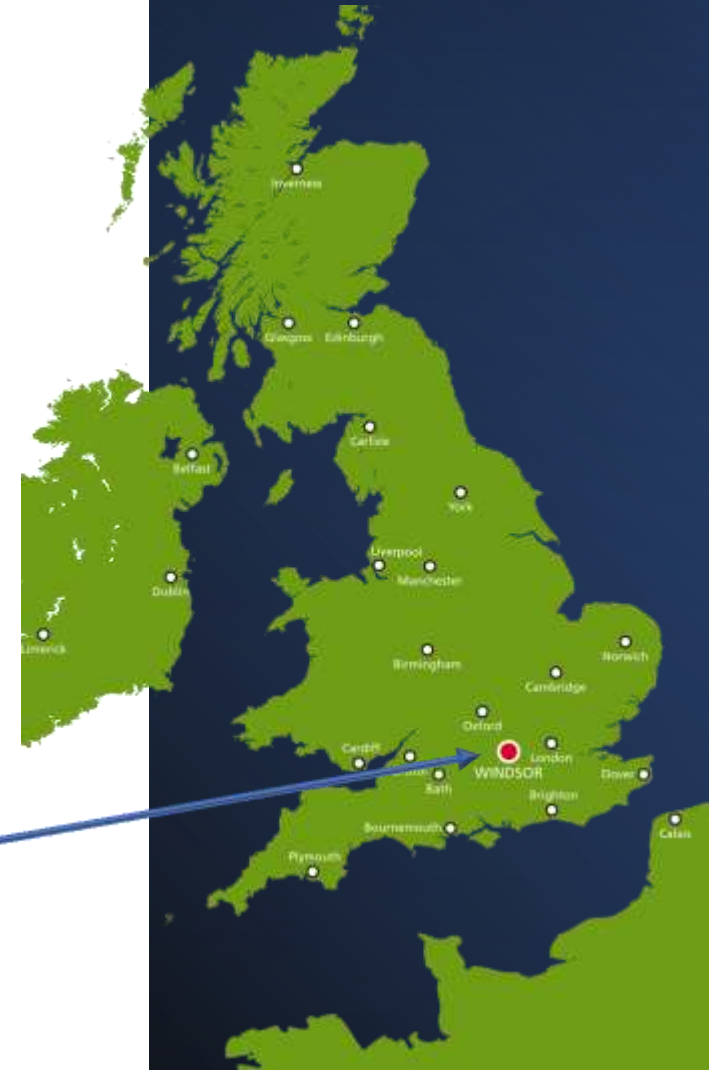 Inverness
Glasgow Edinburgh
Carlisle
Belfast
York
Liverpool
Manchester
Dublin
Limerick
Norwich
Birmingham
Cambridge
Oxford
Cardiff
London
WINDSOR
Dover
Bath
Brighton
Bournemouth
Calais
Plymouth